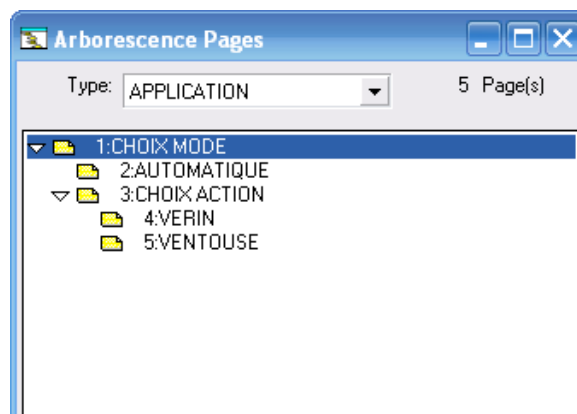 Arborescence Pages
Type: APPLICATION 5 Page(s)
1:CHOIX MODE
2:AUTOMATIQUE
3:CHOIX ACTION
4:VERIN
5:VENTOUSE